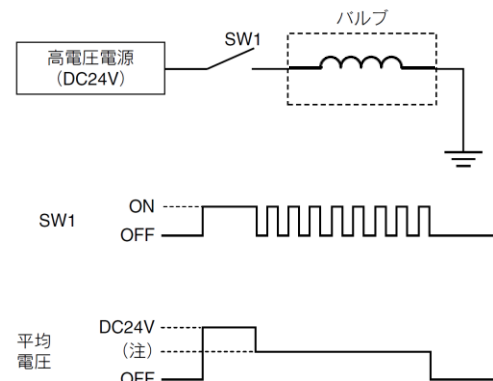 バルブ
SW1
高電圧電源
（DC24V）
SW1
ON
OFF
平均
電圧
DC24V
（注）
OFF